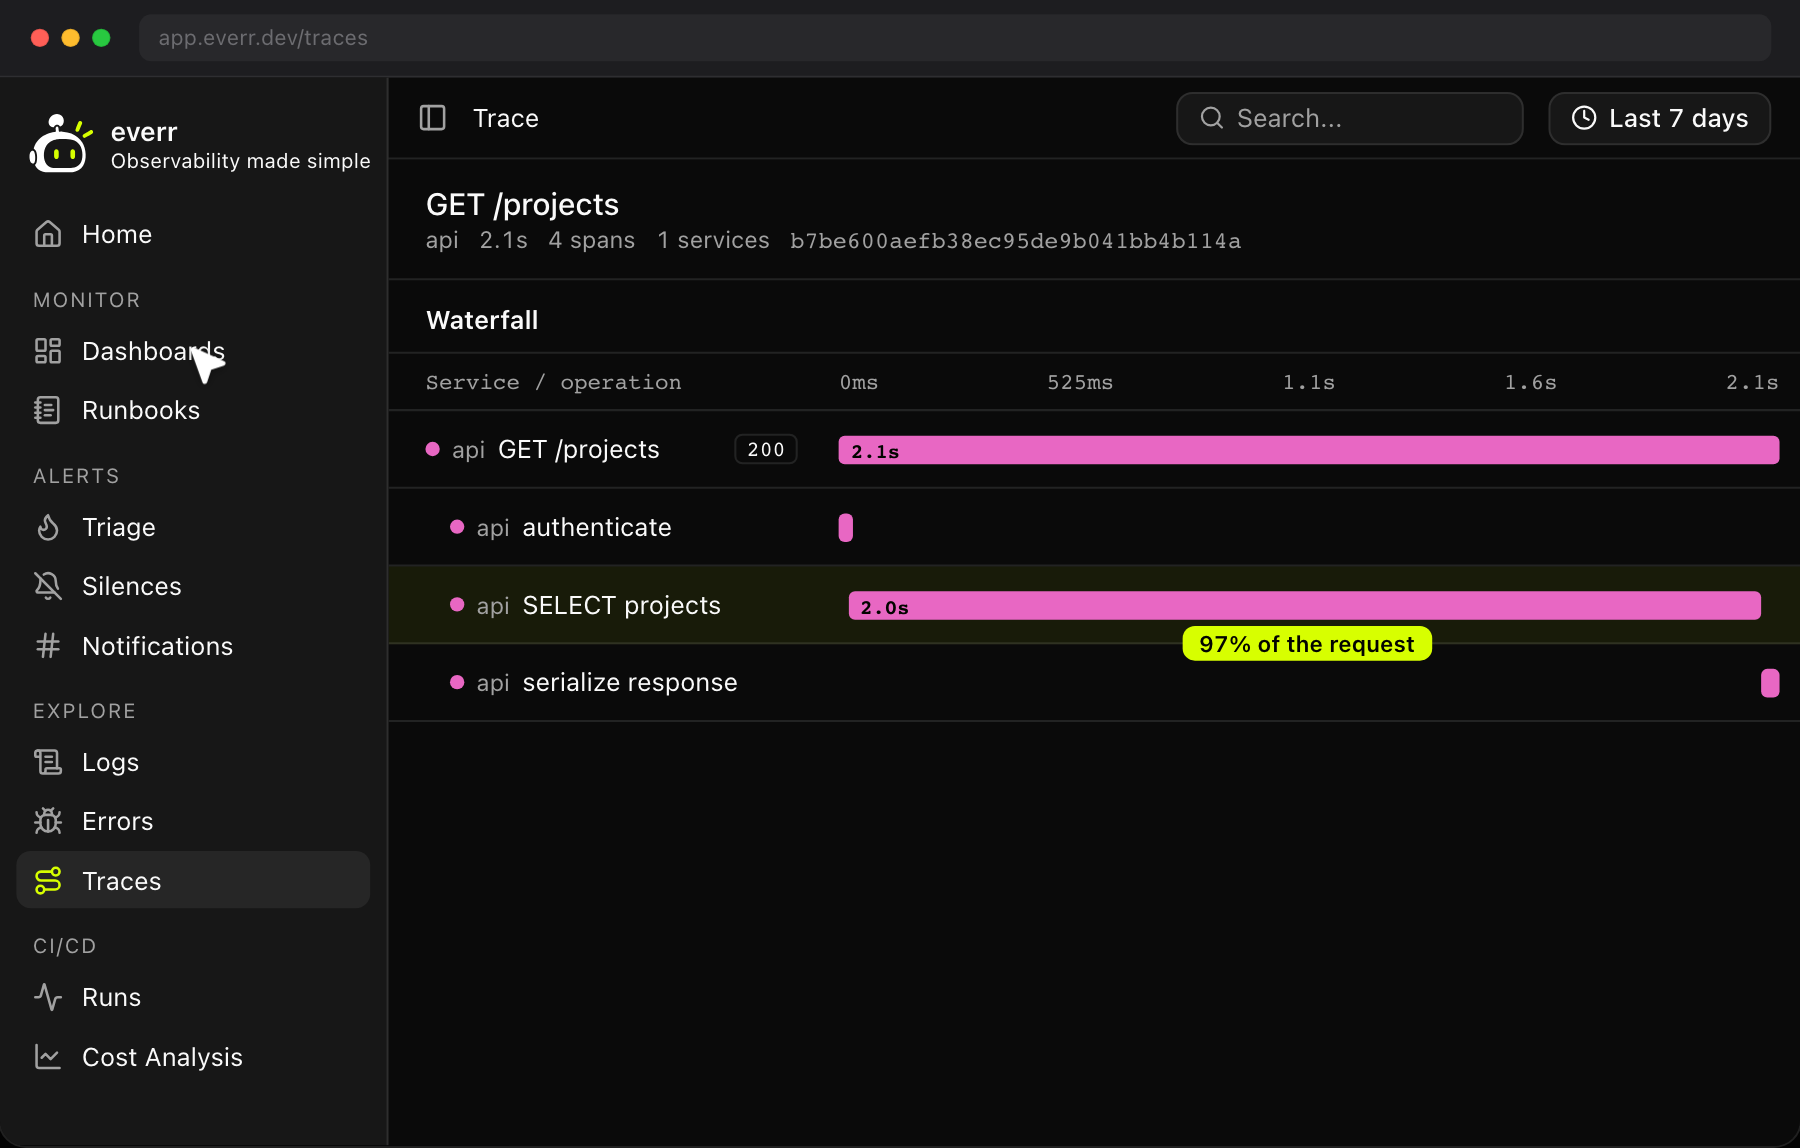 app.everr.dev/traces
everr
Observability made simple
Home
MONITOR
Dashboards
Runbooks
ALERTS
Triage
Silences
Notifications
EXPLORE
Logs
Errors
Traces
CI/CD
Runs
Cost Analysis
Trace
Search...
Last 7 days
GET /projects
api 2.1s 4 spans 1 services b7be600aefb38ec95de9b041bb4b114a
Waterfall
Service / operation 0ms 525ms 1.1s 1.6s 2.1s
api GET /projects 200 2.1s
api authenticate
api SELECT projects 2.0s
97% of the request
api serialize response